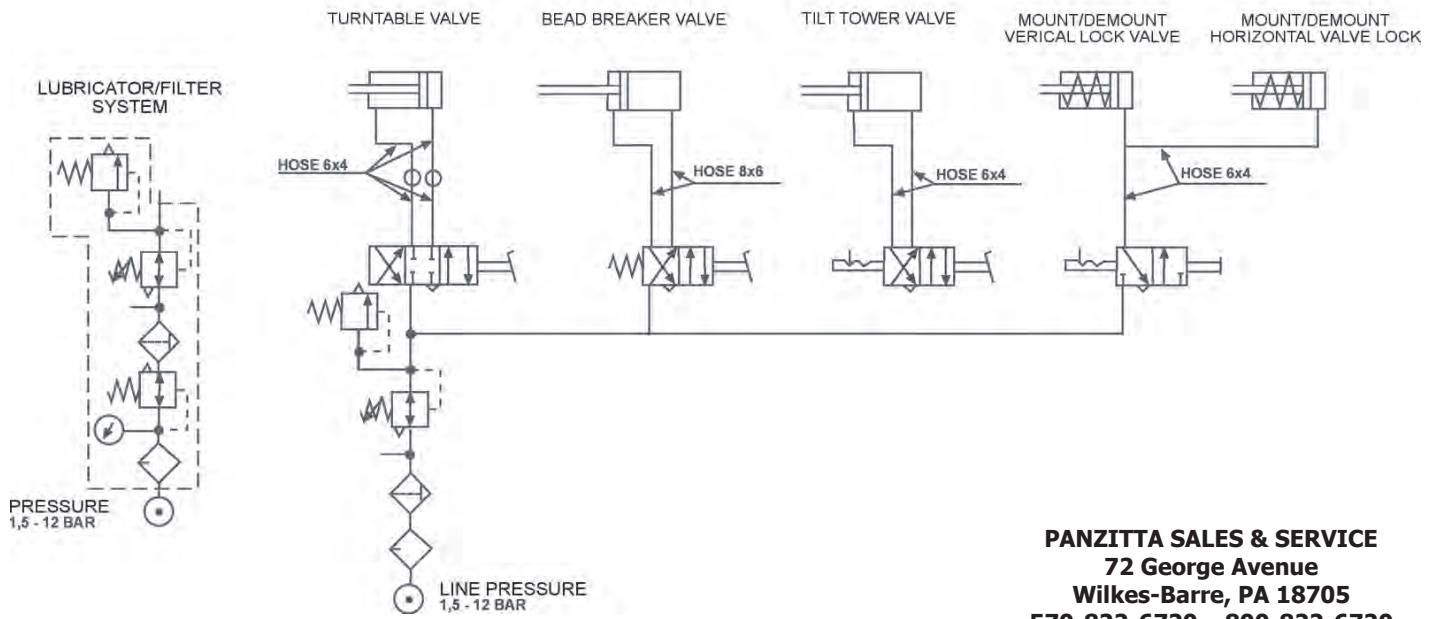 TURNTABLE VALVE
BEAD BREAKER VALVE
TILT TOWER VALVE
MOUNT/DEMOUNT
VERICAL LOCK VALVE
MOUNT/DEMOUNT
HORIZONTAL VALVE LOCK
LUBRICATOR/FILTER
SYSTEM
HOSE 6x4
HOSE 8x6
HOSE 6x4
HOSE 6x4
PRESSURE
1,5 - 12 BAR
LINE PRESSURE
1,5 - 12 BAR
PANZITTA SALES & SERVICE
72 George Avenue
Wilkes-Barre, PA 18705